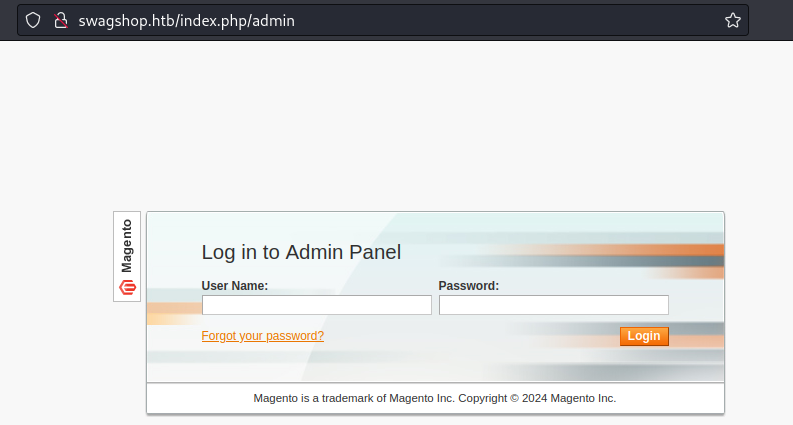 swagshop.htb/index.php/admin
Magento
Log in to Admin Panel
User Name: Password:
Forgot your password? Login
Magento is a trademark of Magento Inc. Copyright © 2024 Magento Inc.